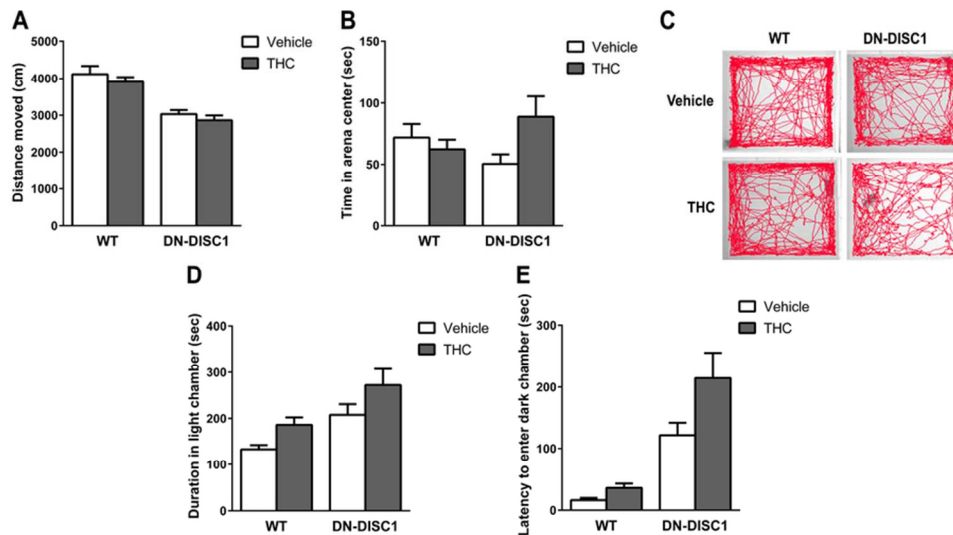 A
Distance moved (cm)
5000
4000
3000
2000
1000
0
WT
DN-DISC1
Vehicle
THC
B
Time in arena center (sec)
150
100
50
0
WT
DN-DISC1
Vehicle
THC
C
WT
DN-DISC1
Vehicle
THC
D
Duration in light chamber (sec)
400
300
200
100
0
WT
DN-DISC1
Vehicle
THC
E
Latency to enter dark chamber (sec)
300
200
100
0
WT
DN-DISC1
Vehicle
THC